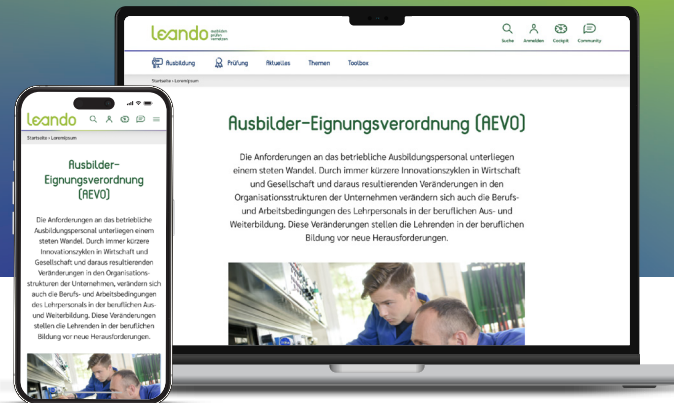 leando
ausbilden
prüfen
vernetzen
Suche
Anmelden
Cockpit
Community
Ausbildung
Prüfung
Aktuelles
Themen
Toolbox
Startseite › Loremipsum
Ausbilder-Eignungsverordnung (AEVO)
Die Anforderungen an das betriebliche Ausbildungspersonal unterliegen
einem steten Wandel. Durch immer kürzere Innovationszyklen in Wirtschaft
und Gesellschaft und daraus resultierenden Veränderungen in den
Organisationsstrukturen der Unternehmen verändern sich auch die Berufs-
und Arbeitsbedingungen des Lehrpersonals in der beruflichen Aus- und
Weiterbildung. Diese Veränderungen stellen die Lehrenden in der beruflichen
Bildung vor neue Herausforderungen.
leando
Startseite › Loremipsum
Ausbilder-
Eignungsverordnung
(AEVO)
Die Anforderungen an das betriebliche
Ausbildungspersonal unterliegen einem
steten Wandel. Durch immer kürzere
Innovationszyklen in Wirtschaft und
Gesellschaft und daraus resultierenden
Veränderungen in den Organisations-
strukturen der Unternehmen, verändern sich
auch die Berufs- und Arbeitsbedingungen
des Lehrpersonals in der beruflichen Aus-
und Weiterbildung. Diese Veränderungen
stellen die Lehrenden in der beruflichen
Bildung vor neue Herausforderungen.